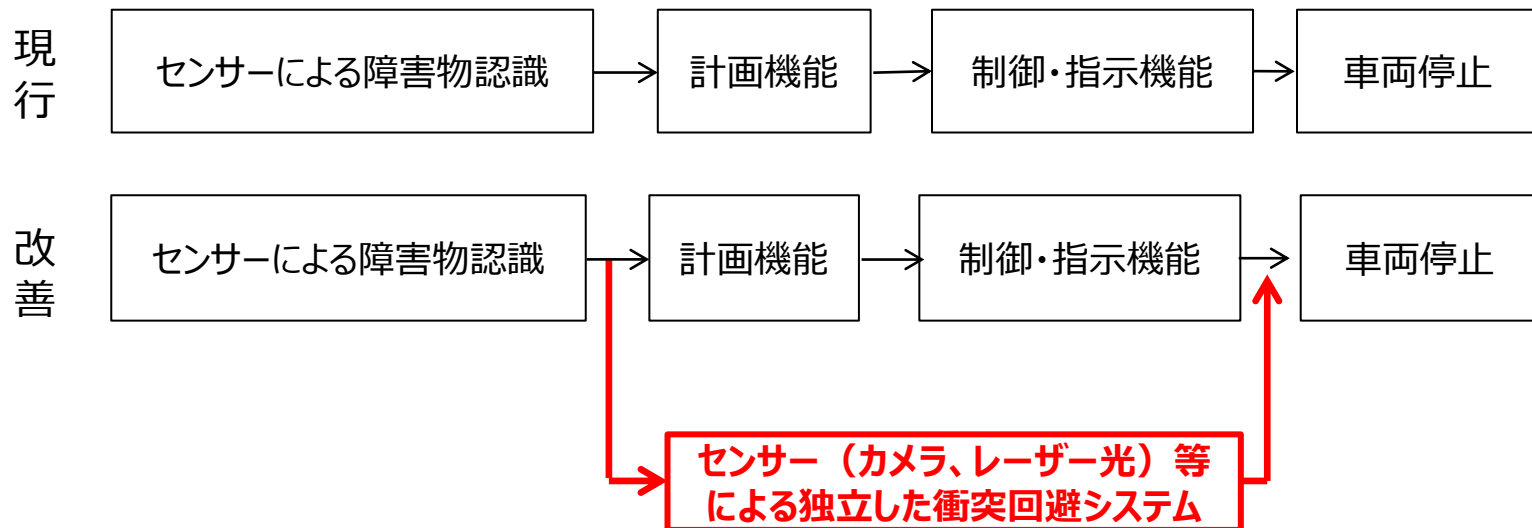 現行
センサーによる障害物認識
計画機能
制御・指示機能
車両停止
改善
センサーによる障害物認識
計画機能
制御・指示機能
車両停止
センサー（カメラ、レーザー光）等
による独立した衝突回避システム